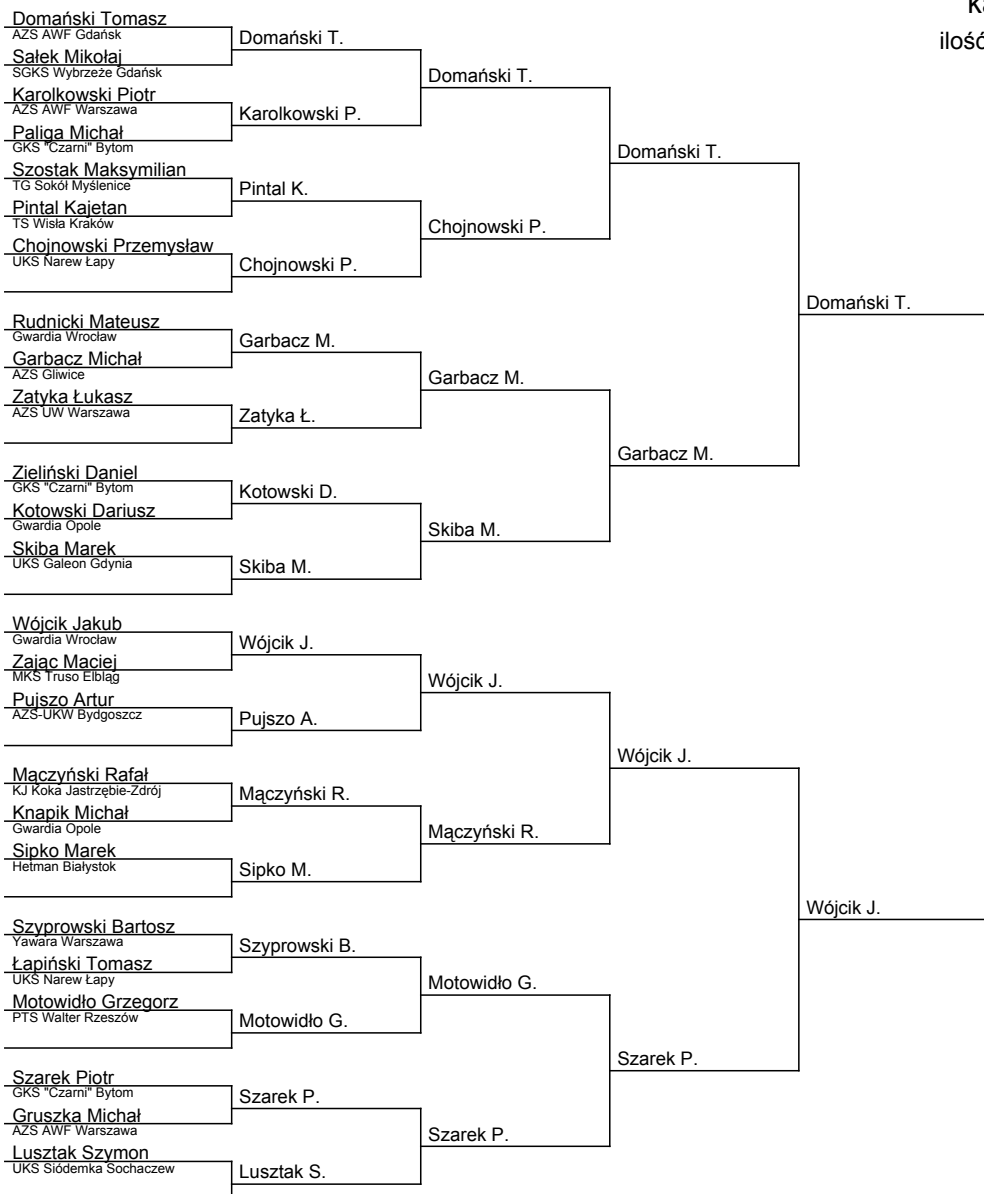 ka
ilość
Domański Tomasz
AZS AWF Gdańsk
Sałek Mikołaj
SGKS Wybrzeże Gdańsk
Karolkowski Piotr
AZS AWF Warszawa
Paliga Michał
GKS "Czarni" Bytom
Szostak Maksymilian
TG Sokół Myślenice
Pintal Kajetan
TS Wisła Kraków
Chojnowski Przemysław
UKS Narew Łapy
Rudnicki Mateusz
Gwardia Wrocław
Garbacz Michał
AZS Gliwice
Zatyka Łukasz
AZS UW Warszawa
Zieliński Daniel
GKS "Czarni" Bytom
Kotowski Dariusz
Gwardia Opole
Skiba Marek
UKS Galeon Gdynia
Wójcik Jakub
Gwardia Wrocław
Zając Maciej
MKS Truso Elbląg
Pujszo Artur
AZS-UKW Bydgoszcz
Mączyński Rafał
KJ Koka Jastrzębie-Zdrój
Knapik Michał
Gwardia Opole
Sipko Marek
Hetman Białystok
Szyprowski Bartosz
Yawara Warszawa
Łapiński Tomasz
UKS Narew Łapy
Motowidło Grzegorz
PTS Walter Rzeszów
Szarek Piotr
GKS "Czarni" Bytom
Gruszka Michał
AZS AWF Warszawa
Lusztak Szymon
UKS Siódemka Sochaczew
Domański T.
Karolkowski P.
Pintal K.
Chojnowski P.
Garbacz M.
Zatyka Ł.
Kotowski D.
Skiba M.
Wójcik J.
Pujszo A.
Mączyński R.
Sipko M.
Szyprowski B.
Motowidło G.
Szarek P.
Lusztak S.
Domański T.
Chojnowski P.
Garbacz M.
Skiba M.
Wójcik J.
Mączyński R.
Motowidło G.
Szarek P.
Domański T.
Garbacz M.
Wójcik J.
Szarek P.
Domański T.
Wójcik J.